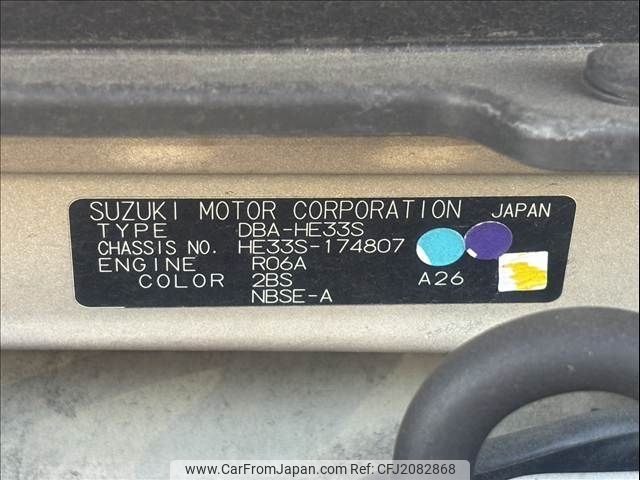 SUZUKI MOTOR CORPORATION JAPAN
TYPE DBA-HE33S
CHASSIS NO. HE33S-174807
ENGINE R06A
COLOR 2BS A26
NBSE-A
www.CarFromJapan.com | CFJ2082868